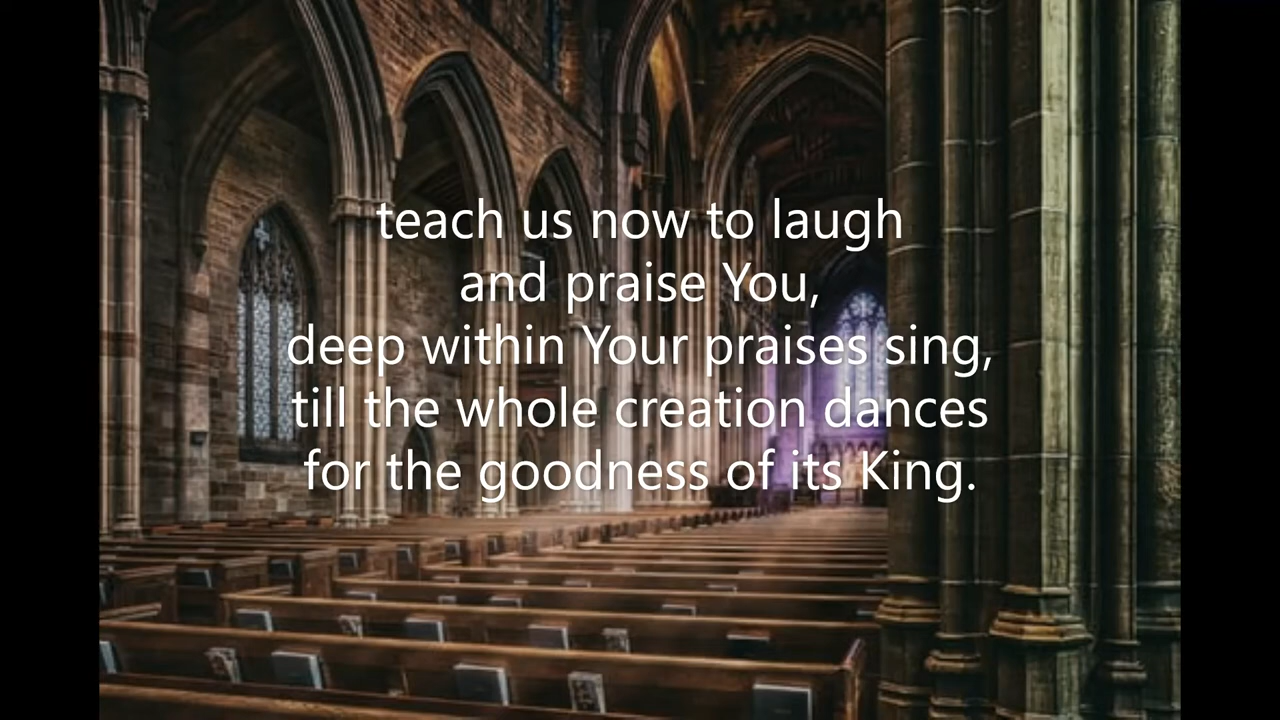 teach us now to laugh
and praise You,
deep within Your praises sing,
till the whole creation dances
for the goodness of its King.